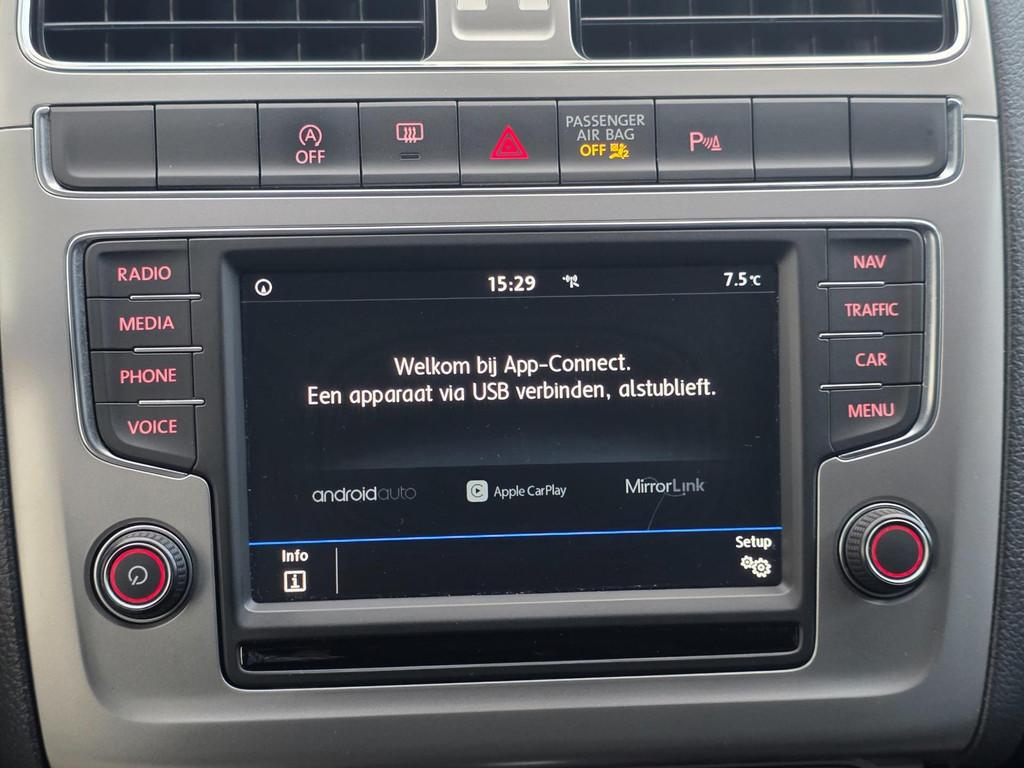 OFF
PASSENGER
AIR BAG
OFF
P
RADIO
MEDIA
PHONE
VOICE
15:29
7.5°C
Welkom bij App-Connect.
Een apparaat via USB verbinden, alstublieft.
androidauto
Apple CarPlay
MirrorLink
Info
Setup
NAV
TRAFFIC
CAR
MENU